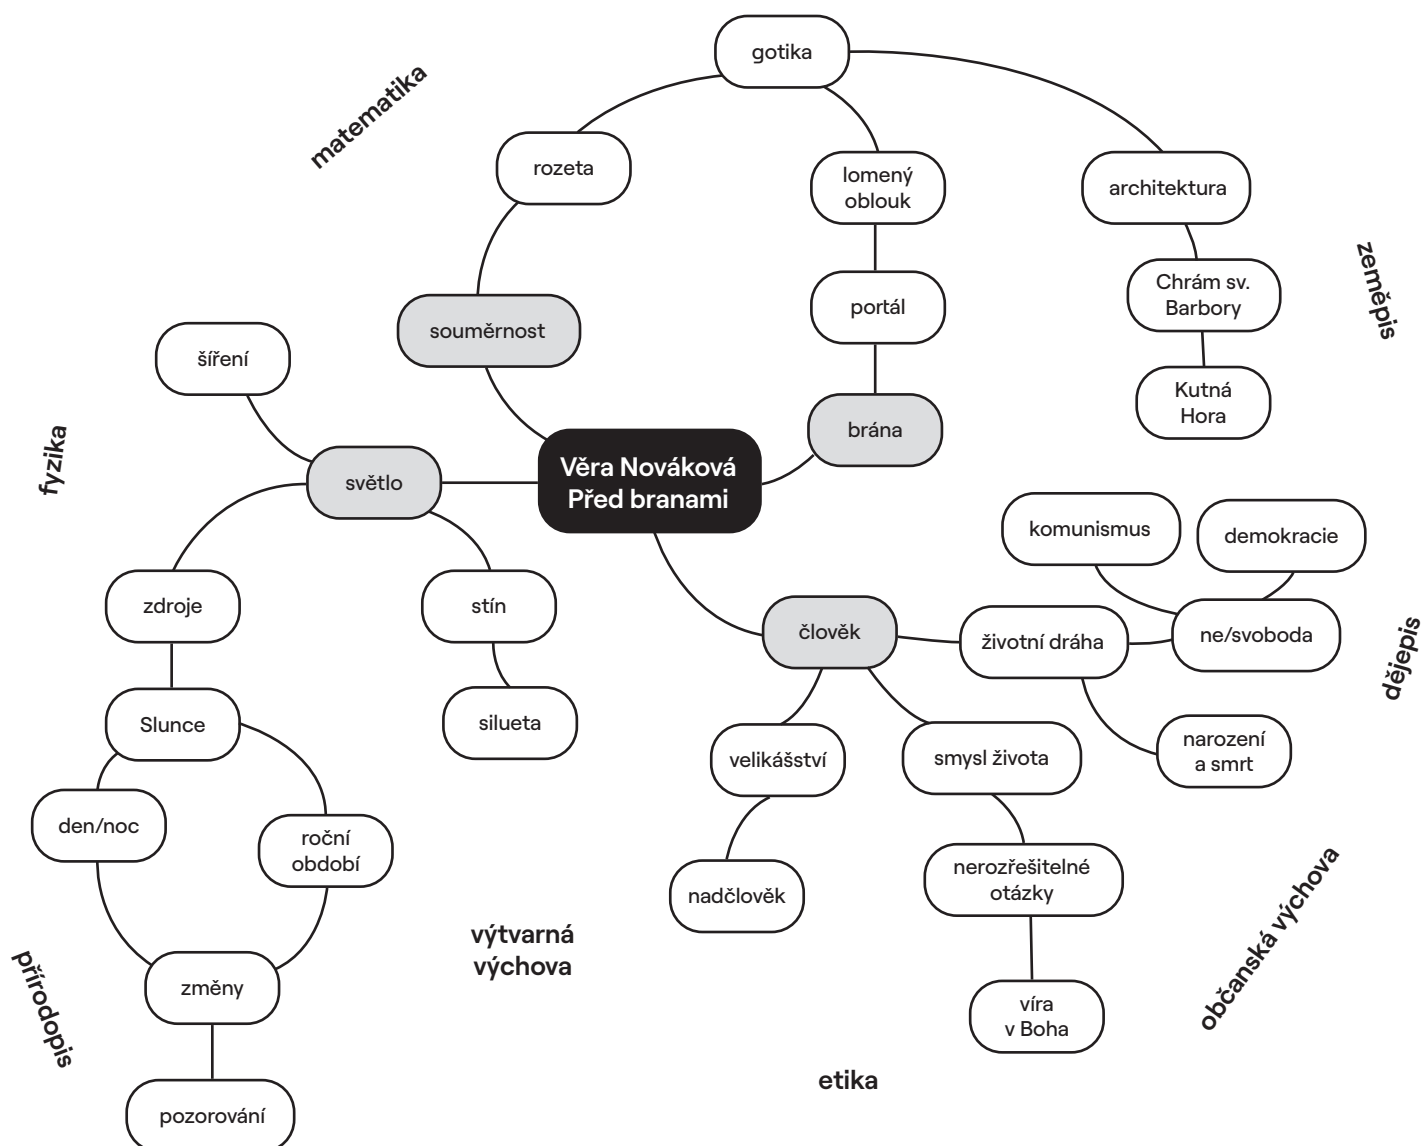 gotika
matematika
rozeta
lomený
oblouk
architektura
zeměpis
Chrám sv.
Barbory
souměrnost
portál
šíření
Kutná
Hora
brána
fyzika
světlo
Věra Nováková
Před branami
komunismus
demokracie
zdroje
stín
člověk
životní dráha
ne/svoboda
dějepis
Slunce
silueta
velikášství
smysl života
narození
a smrt
den/noc
roční
období
nadčlověk
nerozřešitelné
otázky
občanská výchova
výtvarná
výchova
přírodopis
změny
víra
v Boha
etika
pozorování